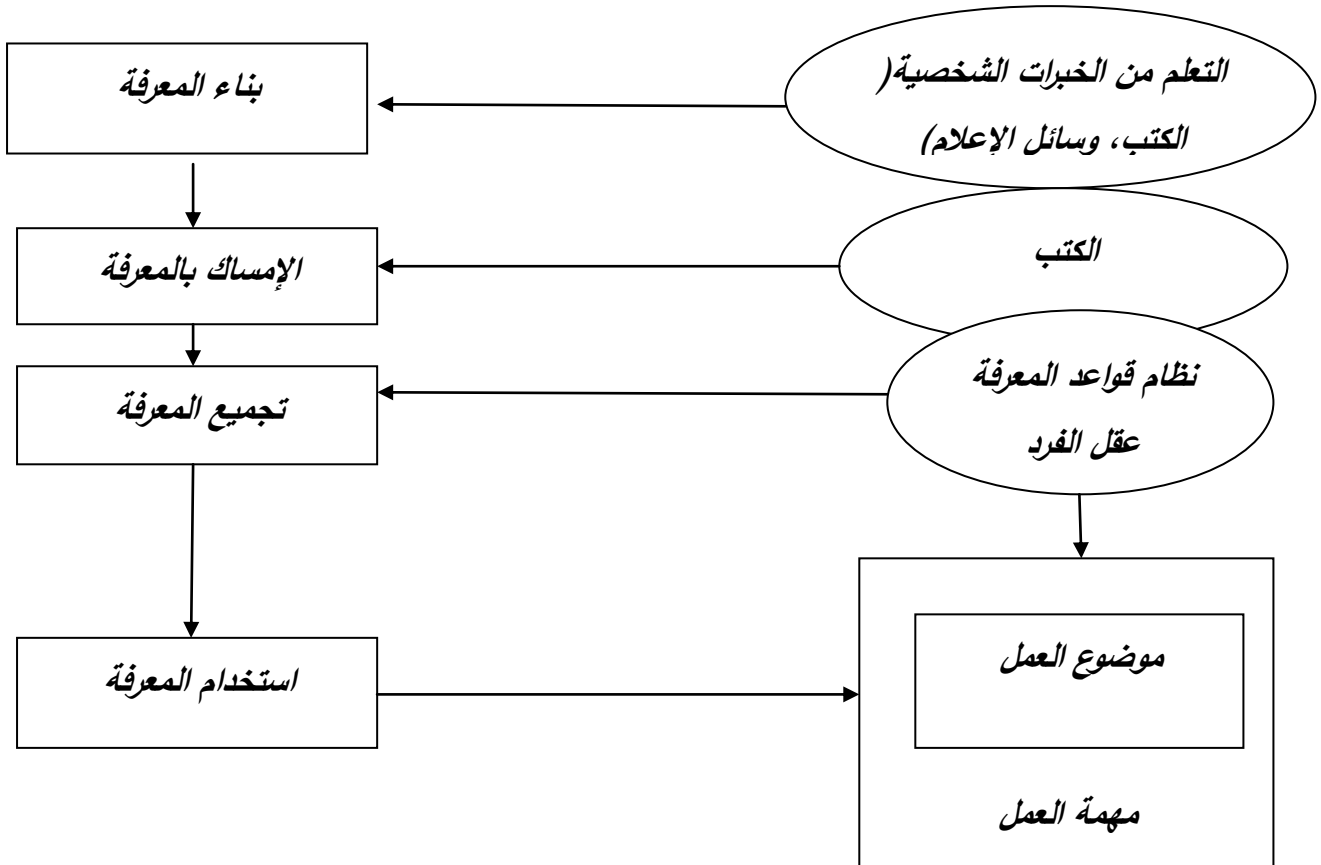 التعلم من الخبرات الشخصية(
الكتب، وسائل الإعلام)
بناء المعرفة
الكتب
الإمساك بالمعرفة
نظام قواعد المعرفة
عقل الفرد
تجميع المعرفة
موضوع العمل
استخدام المعرفة
مهمة العمل